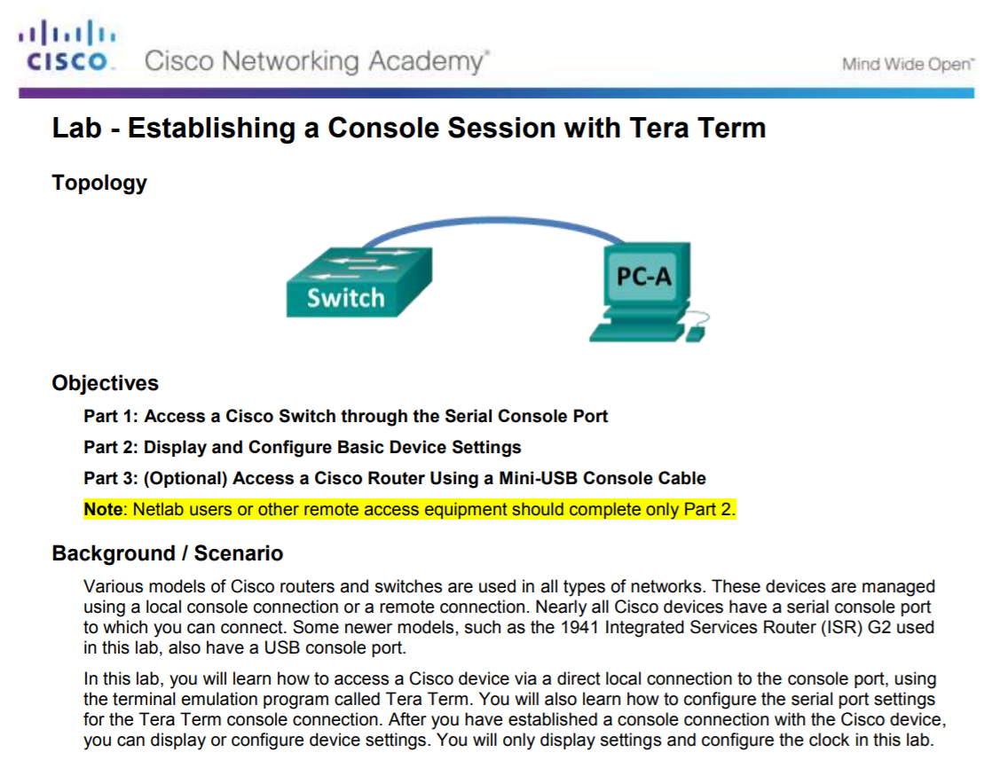 CISCO. Cisco Networking Academy® Mind Wide Open™
Lab - Establishing a Console Session with Tera Term
Topology
Switch
PC-A
Objectives
Part 1: Access a Cisco Switch through the Serial Console Port
Part 2: Display and Configure Basic Device Settings
Part 3: (Optional) Access a Cisco Router Using a Mini-USB Console Cable
Note: Netlab users or other remote access equipment should complete only Part 2.
Background / Scenario
Various models of Cisco routers and switches are used in all types of networks. These devices are managed
using a local console connection or a remote connection. Nearly all Cisco devices have a serial console port
to which you can connect. Some newer models, such as the 1941 Integrated Services Router (ISR) G2 used
in this lab, also have a USB console port.
In this lab, you will learn how to access a Cisco device via a direct local connection to the console port, using
the terminal emulation program called Tera Term. You will also learn how to configure the serial port settings
for the Tera Term console connection. After you have established a console connection with the Cisco device,
you can display or configure device settings. You will only display settings and configure the clock in this lab.